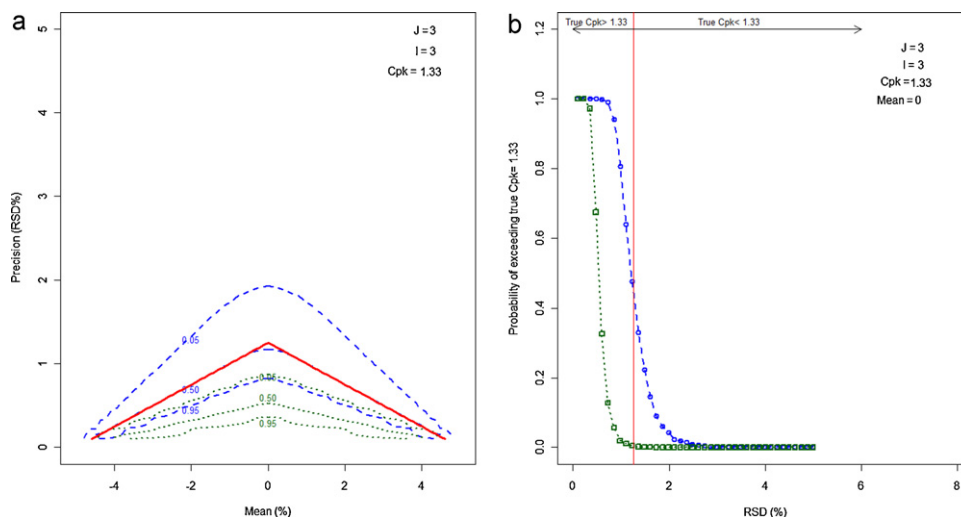 a
J = 3
I = 3
Cpk = 1.33
Precision (RSD%)
5
4
3
2
1
0
0.05
0.50
0.95
0.05
0.50
0.95
-4
-2
0
2
4
Mean (%)
b
True Cpk> 1.33
True Cpk< 1.33
J = 3
I = 3
Cpk =1.33
Mean = 0
Probability of exceeding true Cpk= 1.33
1.2
1.0
0.8
0.6
0.4
0.2
0.0
0
2
4
6
8
RSD (%)